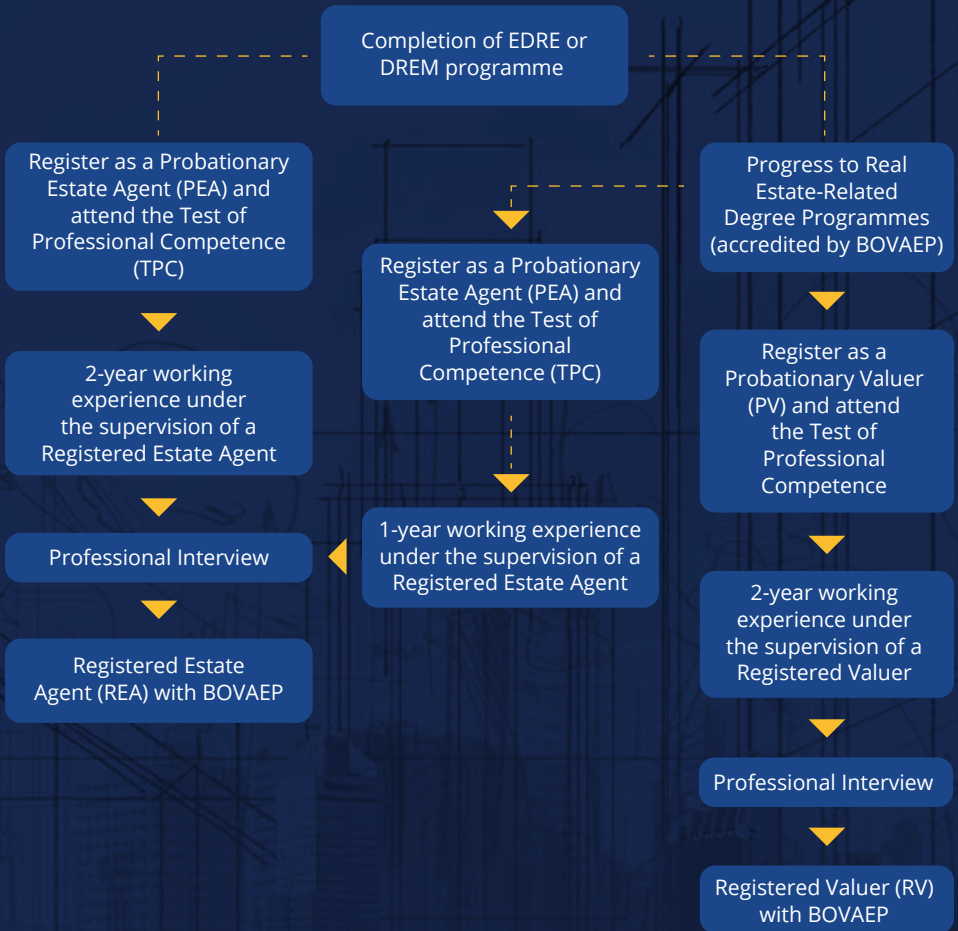 Completion of EDRE or
DREM programme
Register as a Probationary
Estate Agent (PEA) and
attend the Test of
Professional Competence
(TPC)
2-year working
experience under
the supervision of a
Registered Estate Agent
Professional Interview
Registered Estate
Agent (REA) with BOVAEP
Register as a Probationary
Estate Agent (PEA) and
attend the Test of
Professional
Competence (TPC)
1-year working experience
under the supervision of a
Registered Estate Agent
Progress to Real
Estate-Related
Degree Programmes
(accredited by BOVAEP)
Register as a
Probationary Valuer
(PV) and attend
the Test of
Professional
Competence
2-year working
experience under
the supervision of a
Registered Valuer
Professional Interview
Registered Valuer (RV)
with BOVAEP